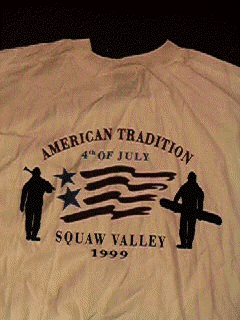 AMERICAN TRADITION
4th OF JULY
SQUAW VALLEY
1999